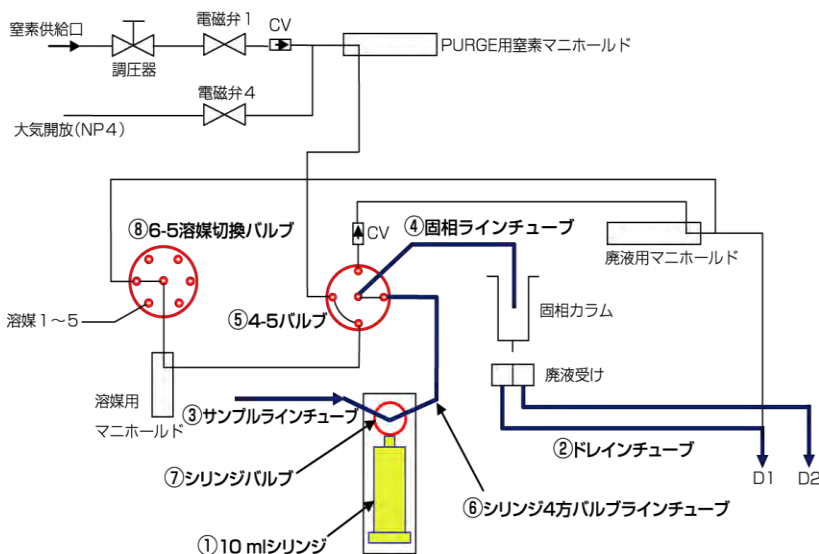 窒素供給口
電磁弁1
CV
調圧器
PURGE用窒素マニホールド
電磁弁4
大気開放(NP4)
⑧6-5溶媒切換バルブ
CV
④固相ラインチューブ
廃液用マニホールド
溶媒1～5
⑤4-5バルブ
固相カラム
廃液受け
溶媒用
マニホールド
③サンプルラインチューブ
②ドレインチューブ
⑦シリンジバルブ
D1
D2
⑥シリンジ4方バルブラインチューブ
①10 mlシリンジ